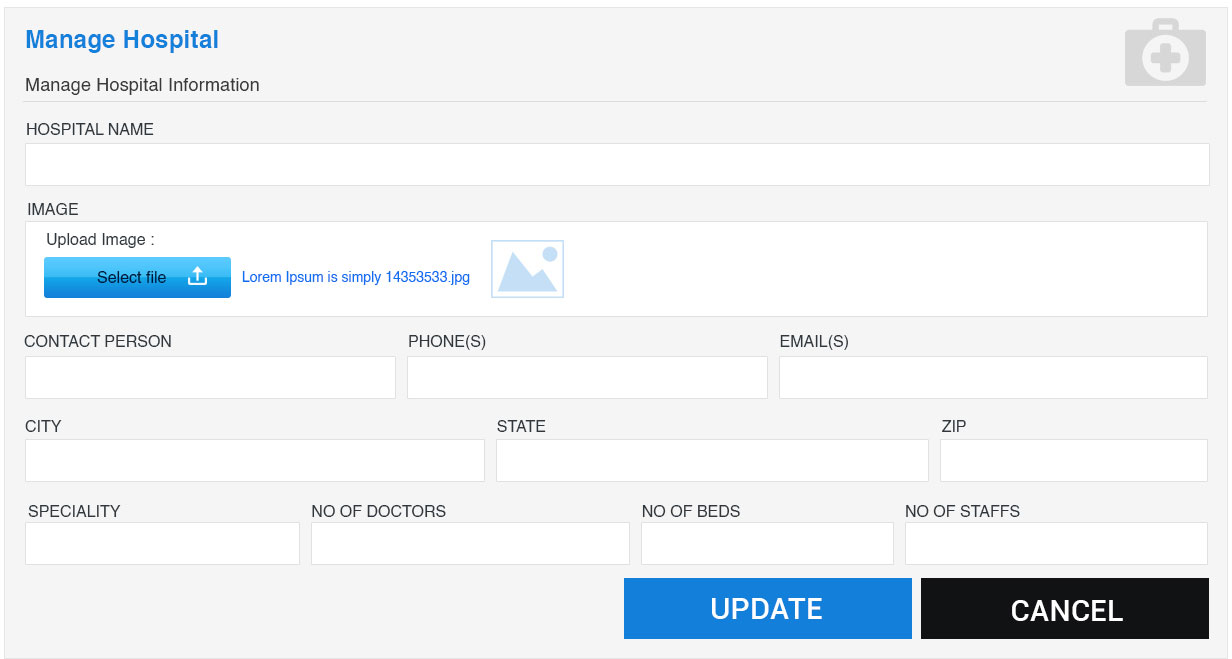 Manage Hospital
Manage Hospital Information
HOSPITAL NAME
IMAGE
Upload Image :
Select file Lorem Ipsum is simply 14353533.jpg
CONTACT PERSON PHONE(S) EMAIL(S)
CITY STATE ZIP
SPECIALITY NO OF DOCTORS NO OF BEDS NO OF STAFFS
UPDATE CANCEL